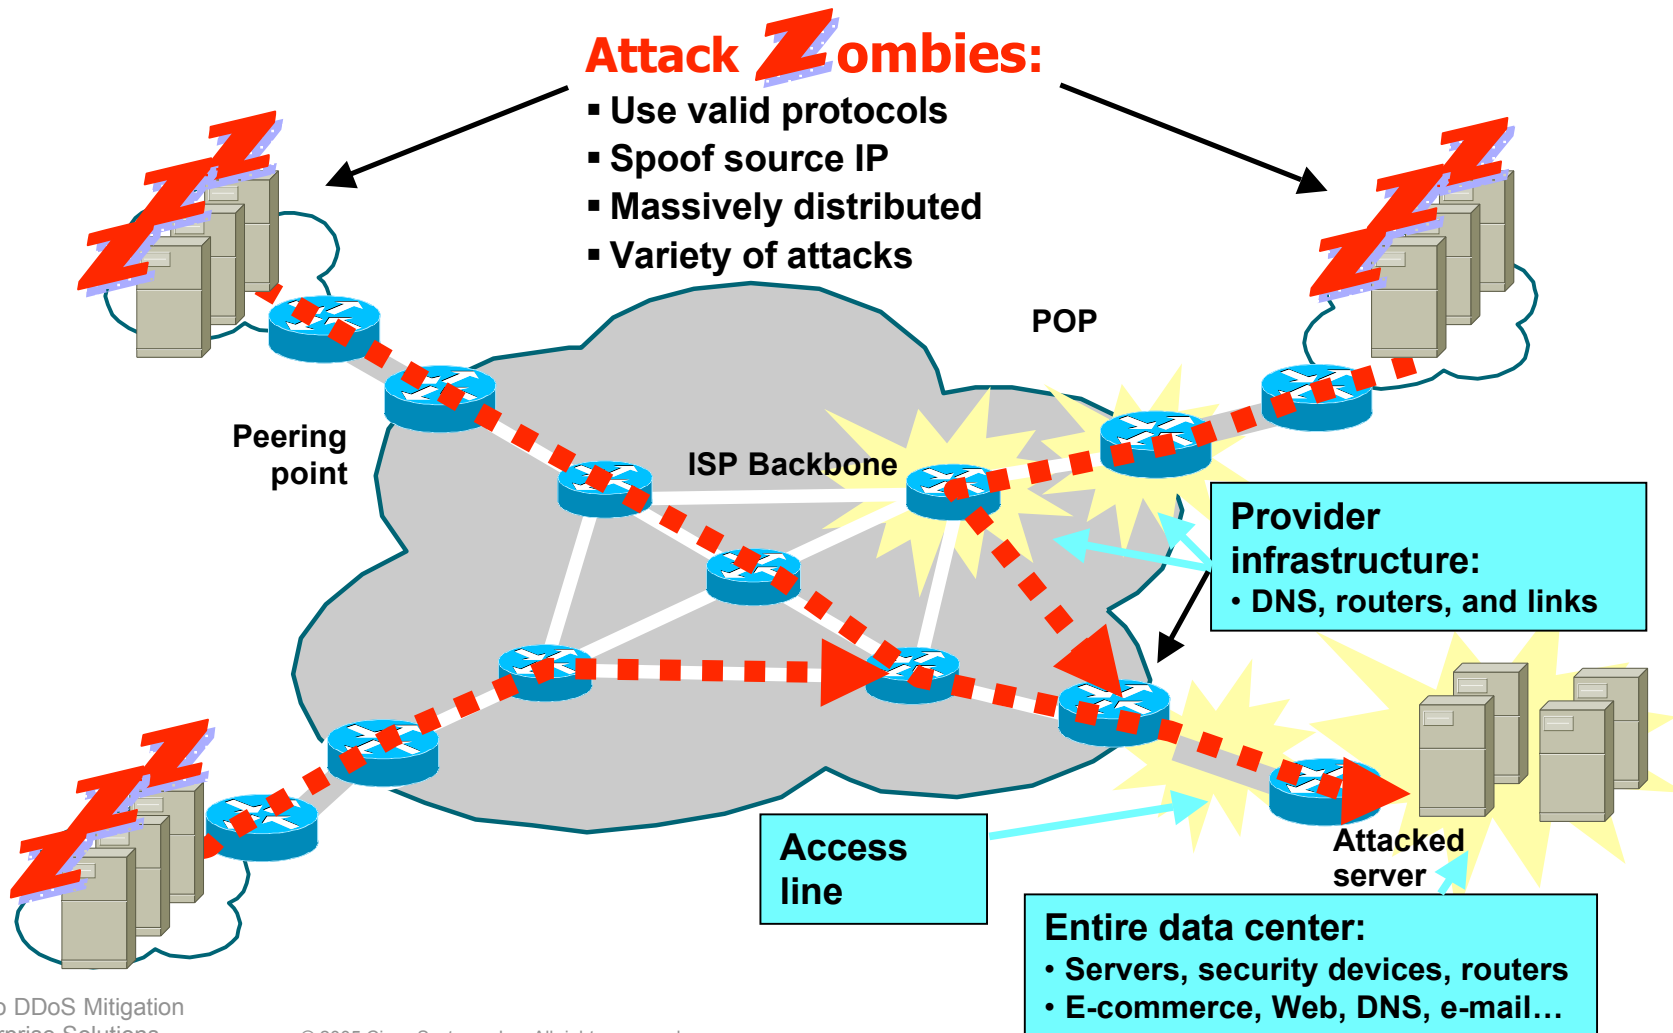 Attack Zombies:
▪ Use valid protocols
▪ Spoof source IP
▪ Massively distributed
▪ Variety of attacks
POP
Peering
point
ISP Backbone
Provider
infrastructure:
• DNS, routers, and links
Access
line
Attacked
server
Entire data center:
• Servers, security devices, routers
• E-commerce, Web, DNS, e-mail…
DDoS Mitigation
Solutions
Z
Z
Z
Z
Z
Z
Z
Z
Z